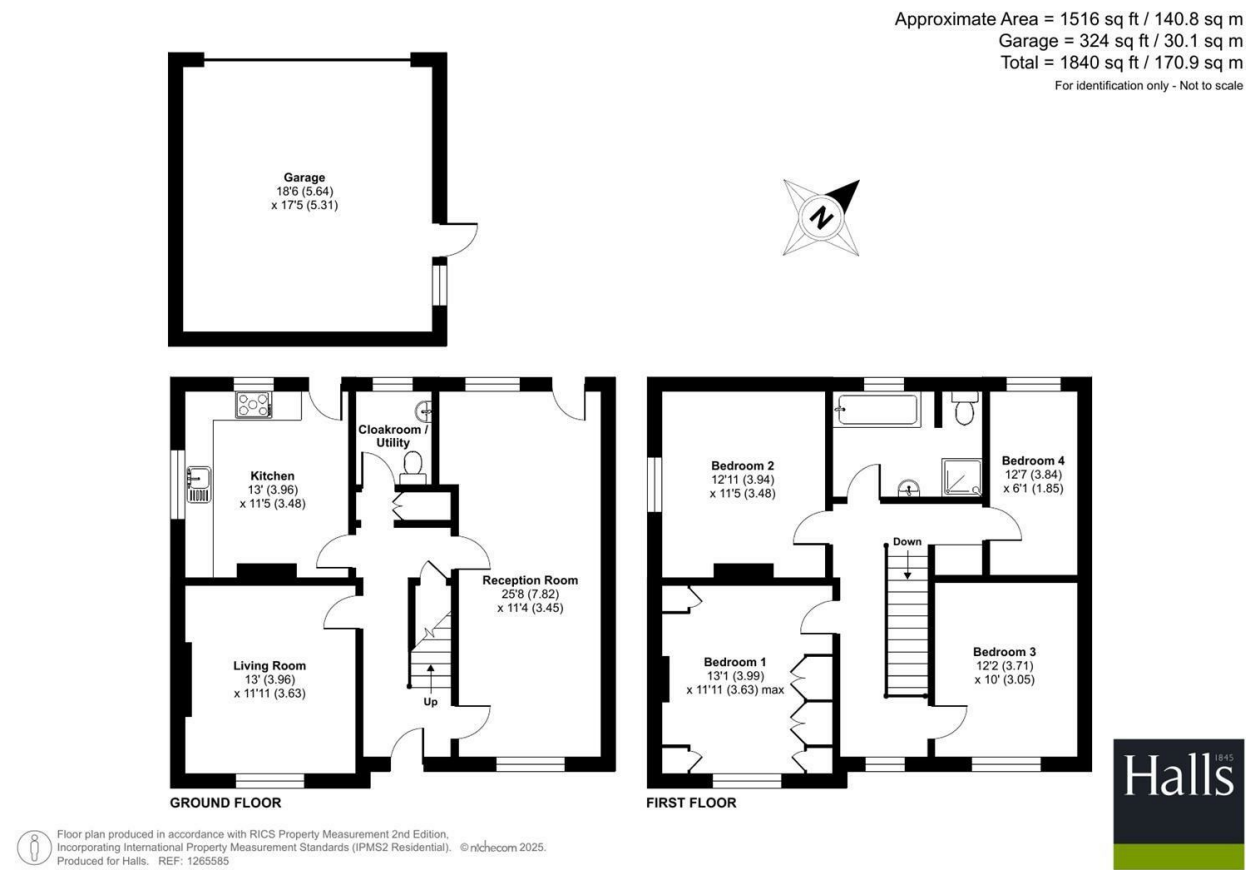 Approximate Area = 1516 sq ft / 140.8 sq m
Garage = 324 sq ft / 30.1 sq m
Total = 1840 sq ft / 170.9 sq m
For identification only - Not to scale
Garage
18'6 (5.64)
x 17'5 (5.31)
N
Cloakroom /
Utility
Kitchen
13' (3.96)
x 11'5 (3.48)
Reception Room
25'8 (7.82)
x 11'4 (3.45)
Living Room
13' (3.96)
x 11'11 (3.63)
Up
GROUND FLOOR
Bedroom 2
12'11 (3.94)
x 11'5 (3.48)
Bedroom 4
12'7 (3.84)
x 6'1 (1.85)
Down
Bedroom 1
13'1 (3.99)
x 11'11 (3.63) max
Bedroom 3
12'2 (3.71)
x 10' (3.05)
FIRST FLOOR
Halls 1845
Floor plan produced in accordance with RICS Property Measurement 2nd Edition,
Incorporating International Property Measurement Standards (IPMS2 Residential). © nichecom 2025.
Produced for Halls. REF: 1265585